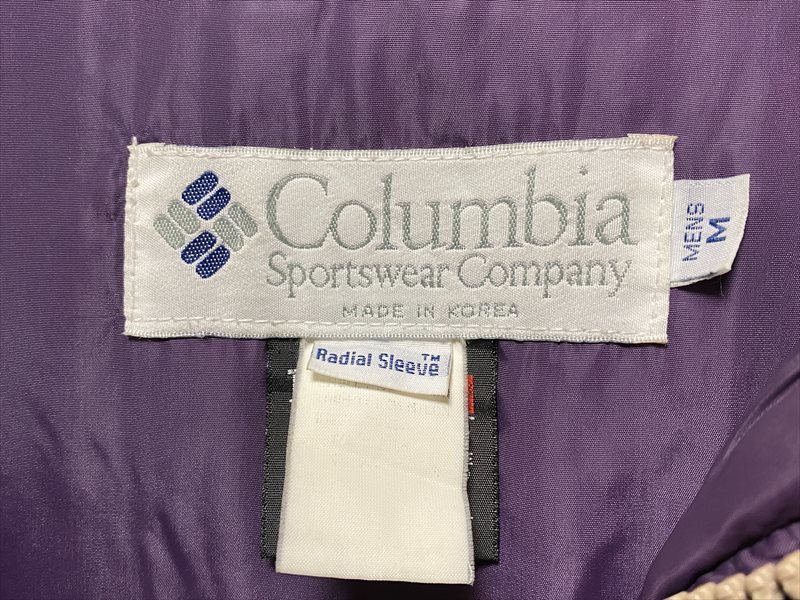 Columbia
Sportswear Company
MADE IN KOREA
MENS
M
Radial Sleeve™